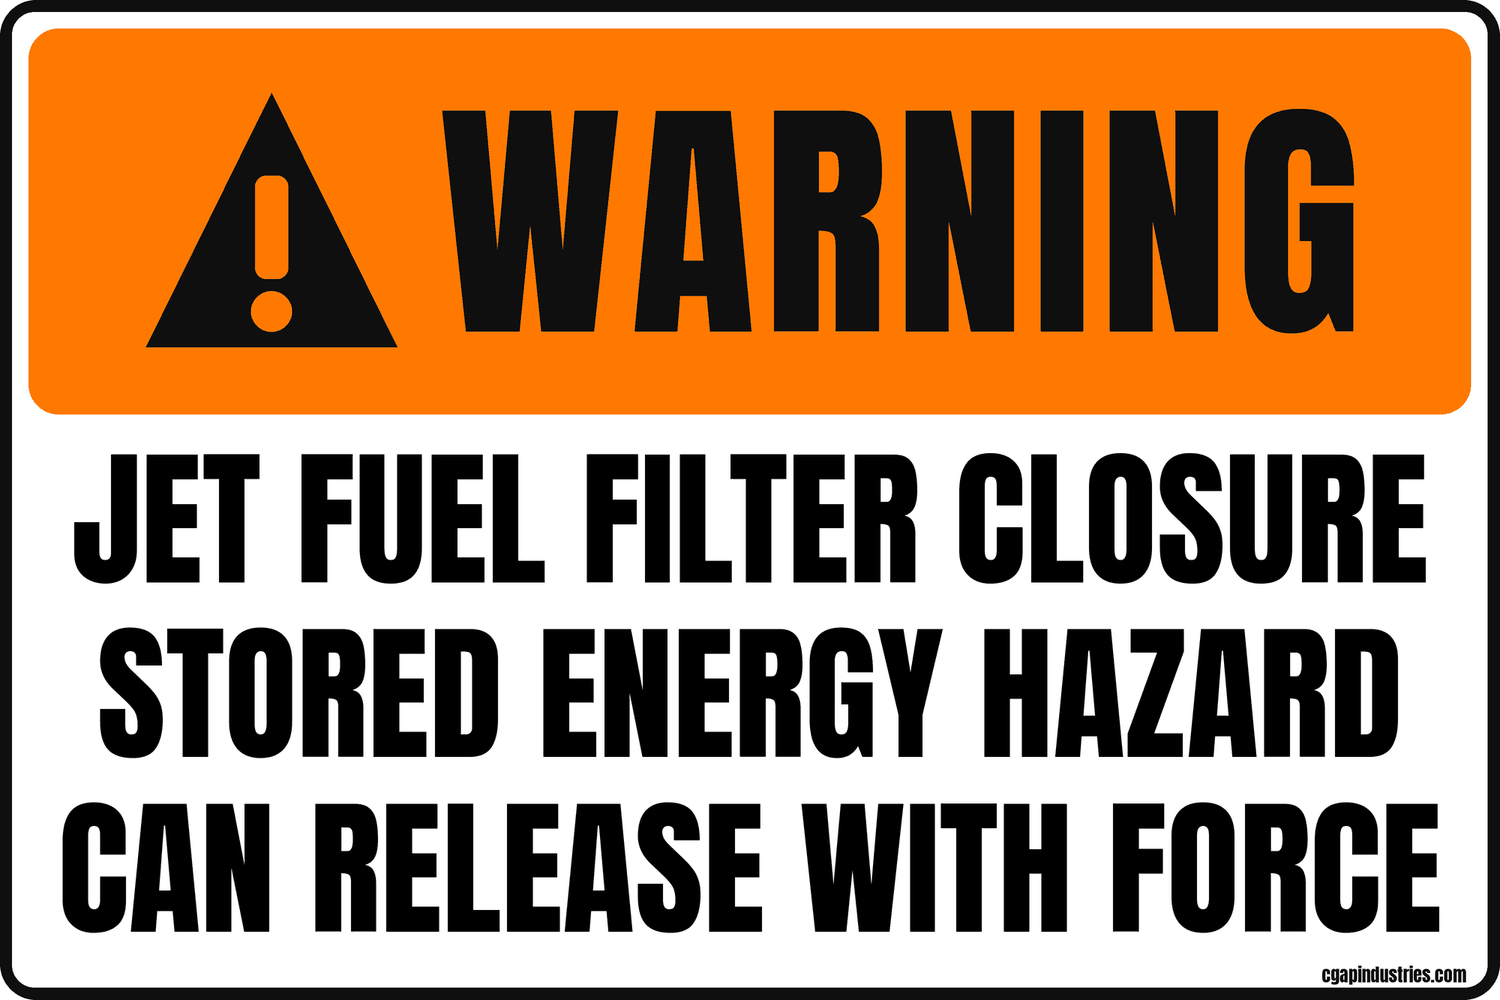 WARNING
JET FUEL FILTER CLOSURE
STORED ENERGY HAZARD
CAN RELEASE WITH FORCE
cgapindustries.com